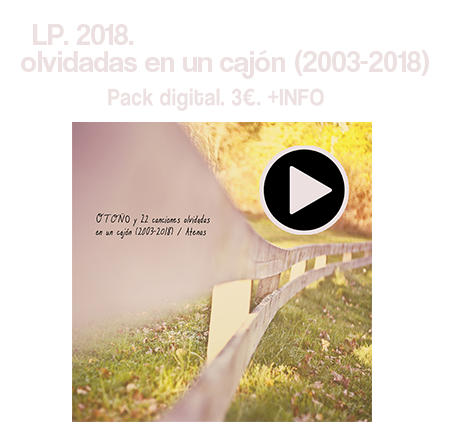 LP. 2018.
olvidadas en un cajón (2003-2018)
Pack digital. 3€. +INFO
OTOÑO y 22 canciones olvidadas
en un cajón (2003-2018) / Atenas